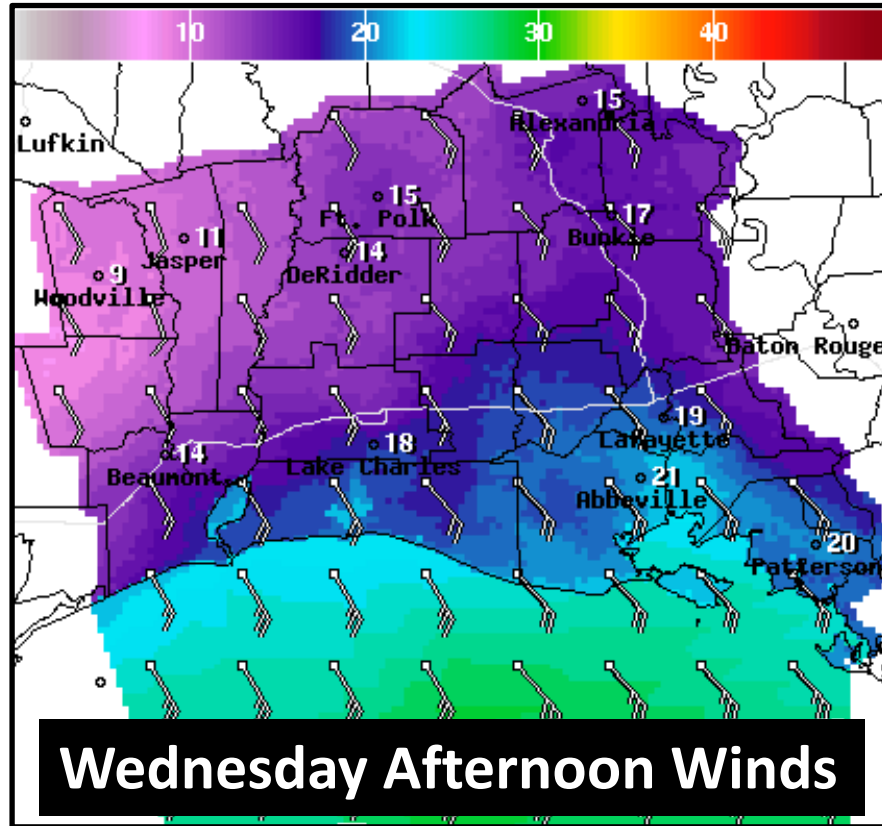 10 20 30 40
15
Alexandria
Lufkin
15
Ft. Polk
17
Bunkie
11
Jasper
14
DeRidder
9
Woodville
Baton Rouge
19
Lafayette
14
Beaumont
18
Lake Charles
21
Abbeville
20
Patterson
Wednesday Afternoon Winds